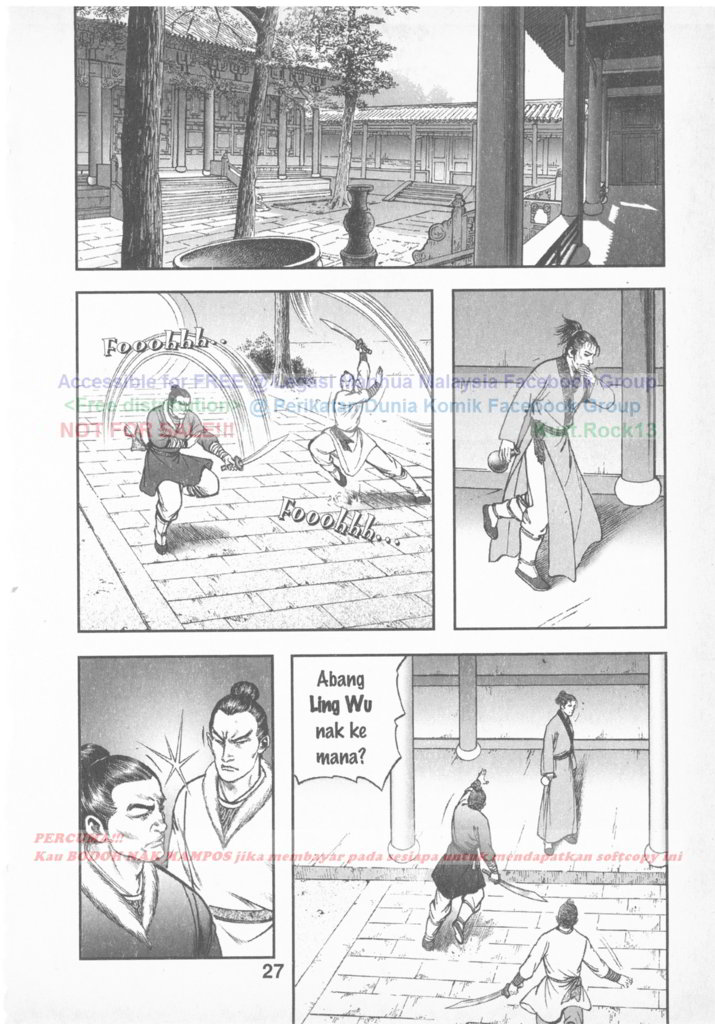 Fooohhh..
Accessible for FREE @ Legasi Manhua Malaysia Facebook Group
<Free distribution> @ Perikatan Dunia Komik Facebook Group
NOT FOR SALE!!! Kurt.Rock13
Fooohhh...
Abang
Ling Wu
nak ke
mana?
PERCUMA!!!
Kau BODOH NAK MAMPOS jika membayar pada sesiapa untuk mendapatkan softcopy ini
27